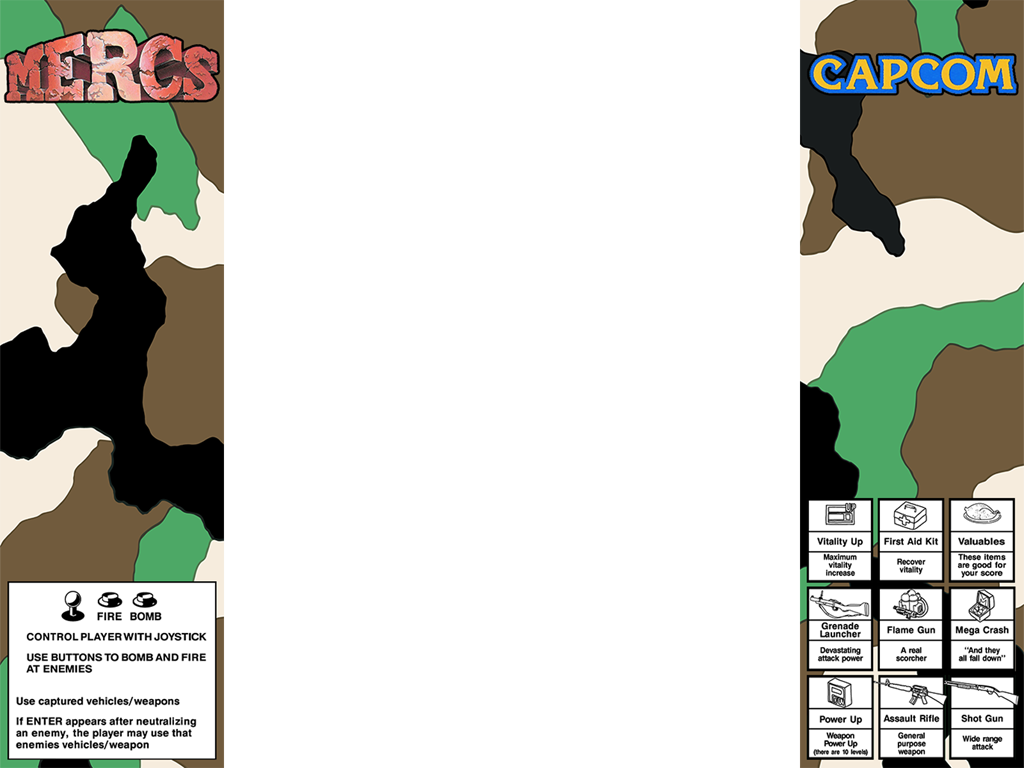 MERCS
CAPCOM
FIRE BOMB
CONTROL PLAYER WITH JOYSTICK
USE BUTTONS TO BOMB AND FIRE
AT ENEMIES
Use captured vehicles/weapons
If ENTER appears after neutralizing
an enemy, the player may use that
enemies vehicles/weapon
Vitality Up
Maximum
vitality
increase
First Aid Kit
Recover
vitality
Valuables
These items
are good for
your score
Grenade
Launcher
Devastating
attack power
Flame Gun
A real
scorcher
Mega Crash
"And they
all fall down"
Power Up
Weapon
Power Up
(there are 10 levels)
Assault Rifle
General
purpose
weapon
Shot Gun
Wide range
attack